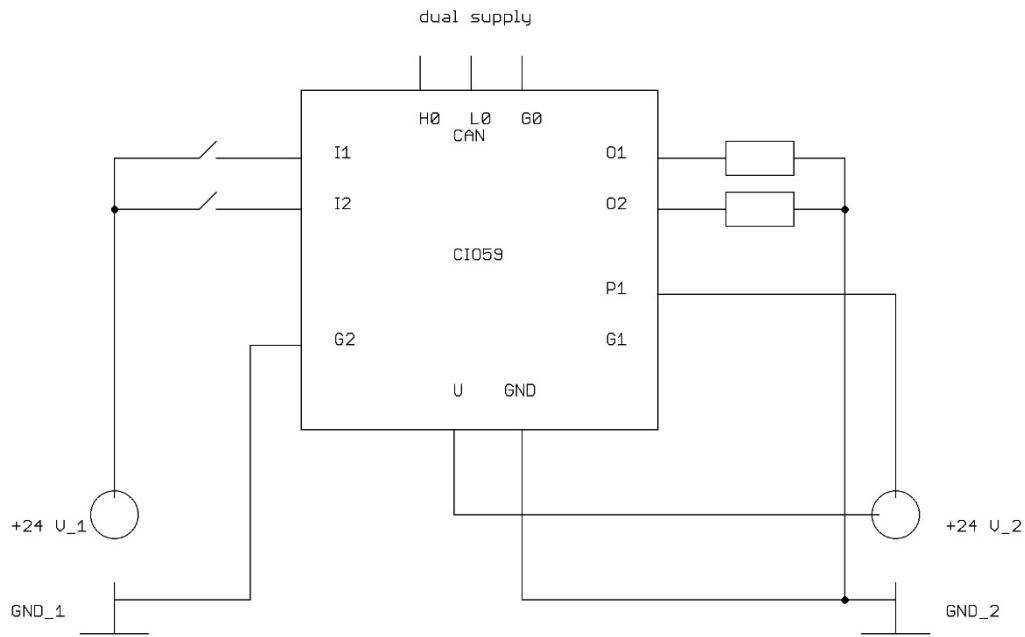 dual supply
H0 L0 G0
CAN
I1 O1
I2 O2
CIO59
P1
G2 G1
U GND
+24 V_1 +24 V_2
GND_1 GND_2